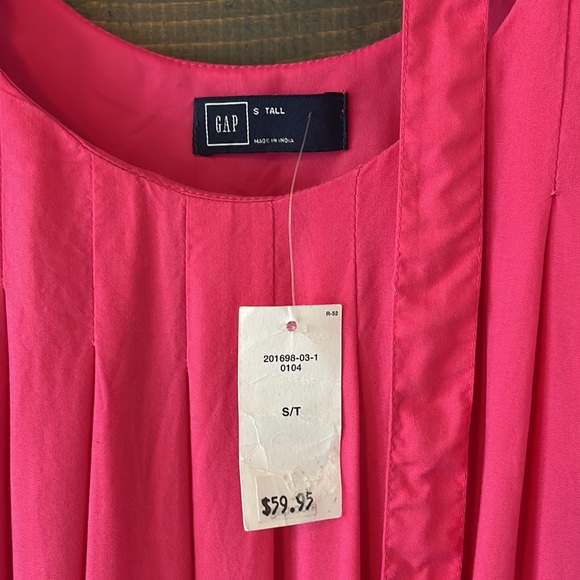 S TALL
GAP
MADE IN INDIA
R-52
201698-03-1
0104
S/T
$59.95